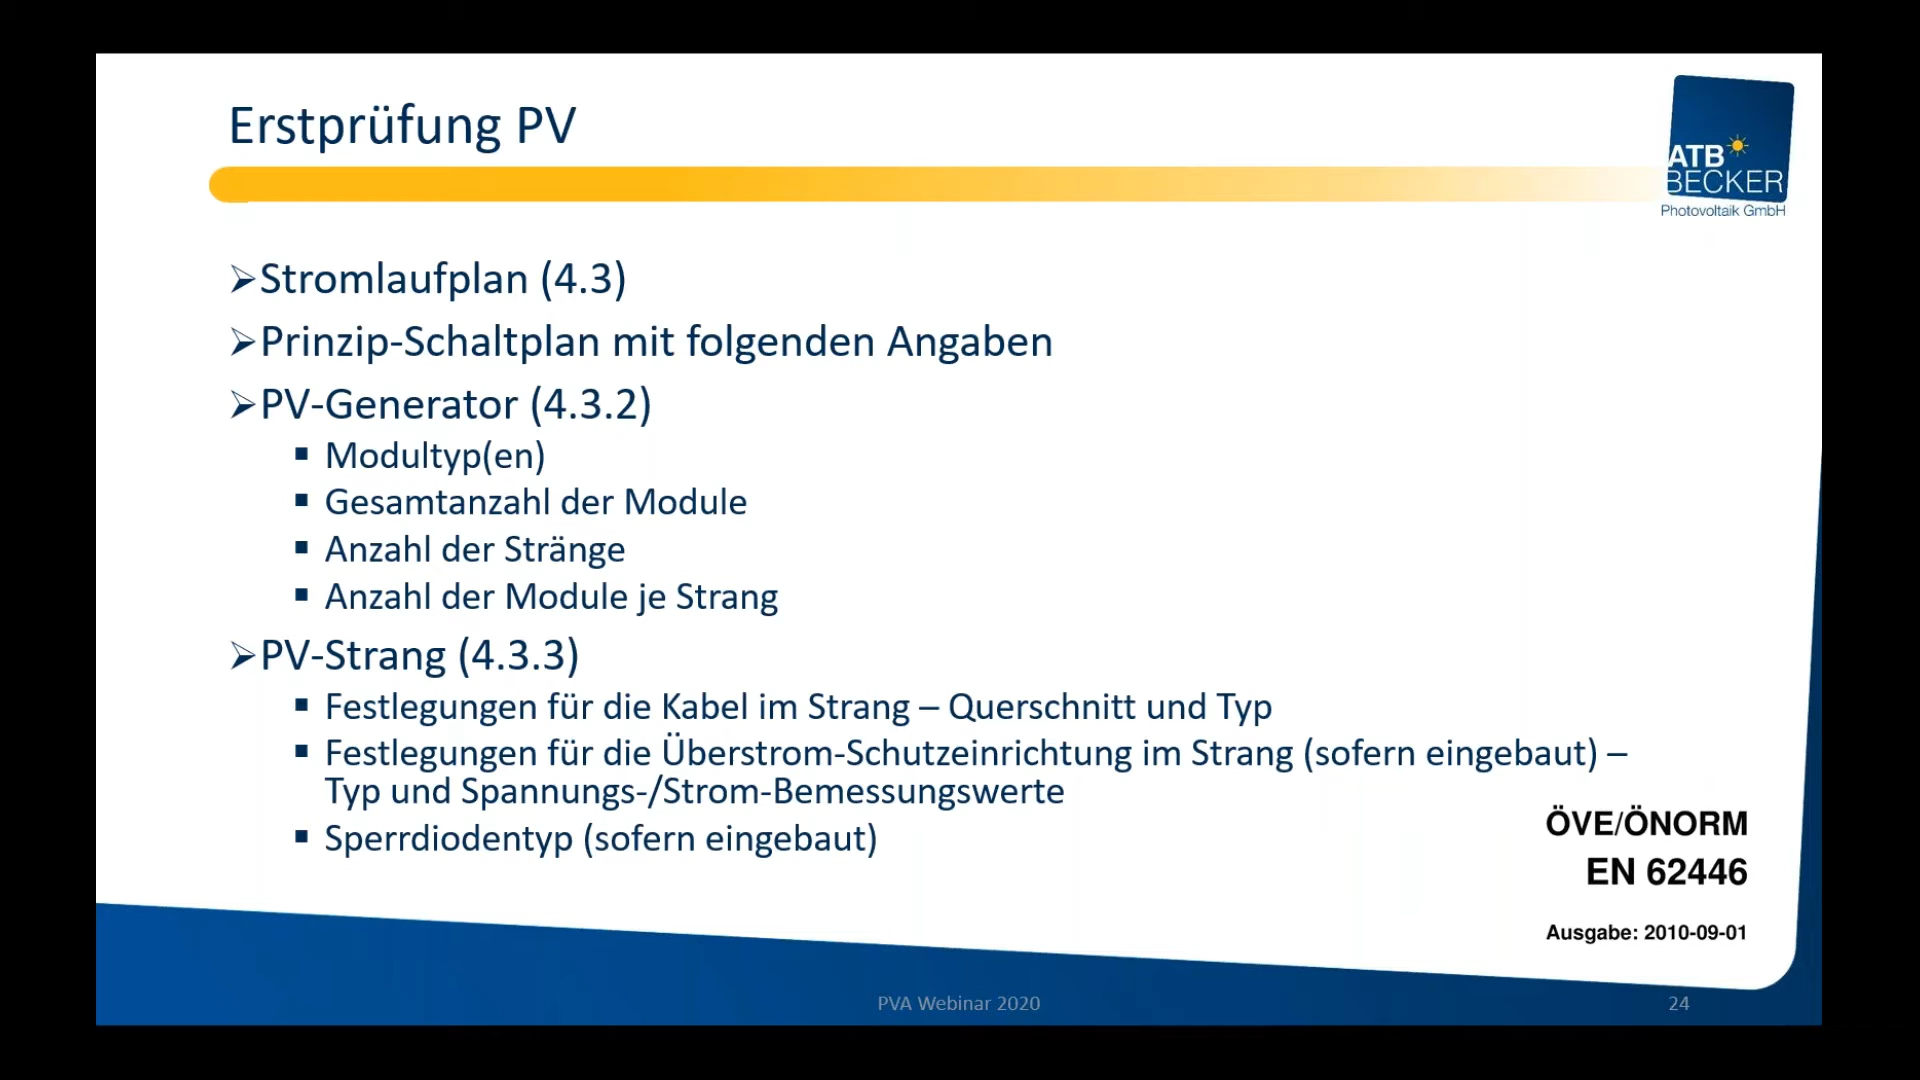 Erstprüfung PV
ATB
BECKER
Photovoltaik GmbH
➢Stromlaufplan (4.3)
➢Prinzip-Schaltplan mit folgenden Angaben
➢PV-Generator (4.3.2)
▪ Modultyp(en)
▪ Gesamtanzahl der Module
▪ Anzahl der Stränge
▪ Anzahl der Module je Strang
➢PV-Strang (4.3.3)
▪ Festlegungen für die Kabel im Strang – Querschnitt und Typ
▪ Festlegungen für die Überstrom-Schutzeinrichtung im Strang (sofern eingebaut) –
Typ und Spannungs-/Strom-Bemessungswerte
▪ Sperrdiodentyp (sofern eingebaut)
ÖVE/ÖNORM
EN 62446
Ausgabe: 2010-09-01
PVA Webinar 2020
24